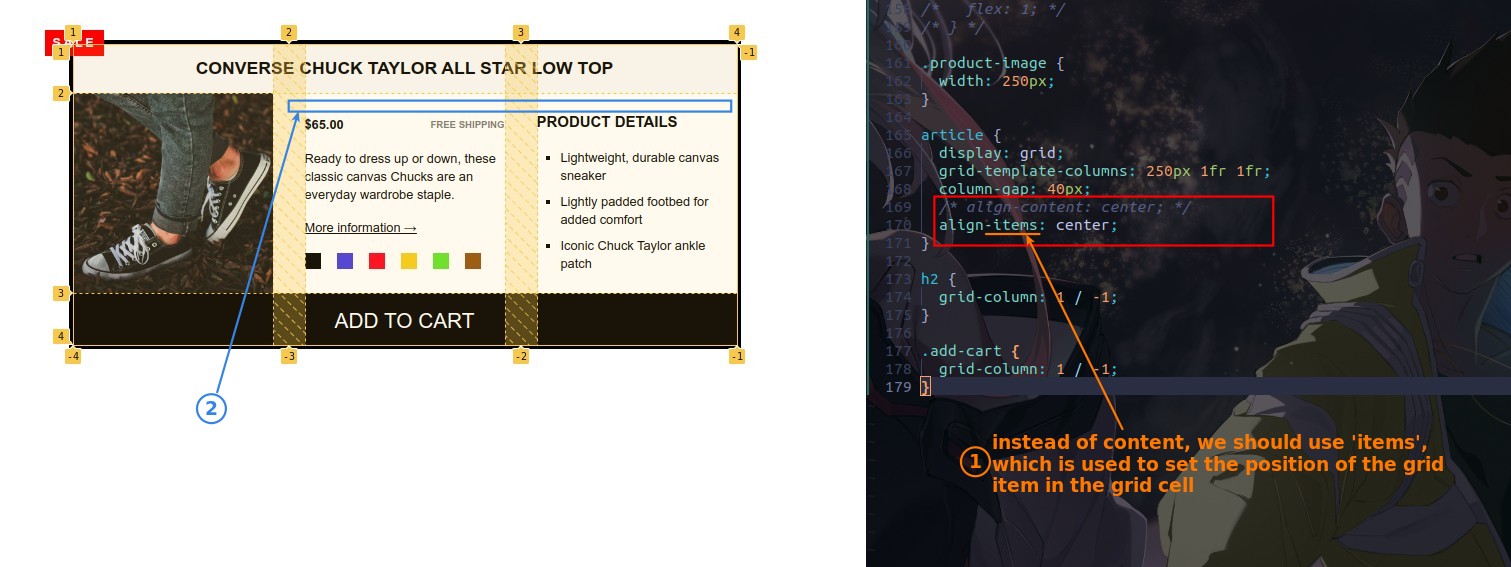 SALE
1 2 3 4
1 -1
CONVERSE CHUCK TAYLOR ALL STAR LOW TOP
2
$65.00 FREE SHIPPING
PRODUCT DETAILS
Ready to dress up or down, these
classic canvas Chucks are an
everyday wardrobe staple.
More information →
Lightweight, durable canvas
sneaker
Lightly padded footbed for
added comfort
Iconic Chuck Taylor ankle
patch
3
ADD TO CART
4
-4 -3 -2 -1
2
/* flex: 1; */
159 /* } */
160
161 .product-image {
162 width: 250px;
163 }
164
165 article {
166 display: grid;
167 grid-template-columns: 250px 1fr 1fr;
168 column-gap: 40px;
169 /* align-content: center; */
170 align-items: center;
171 }
172
173 h2 {
174 grid-column: 1 / -1;
175 }
176
177 .add-cart {
178 grid-column: 1 / -1;
179 }
1
instead of content, we should use 'items',
which is used to set the position of the grid
item in the grid cell